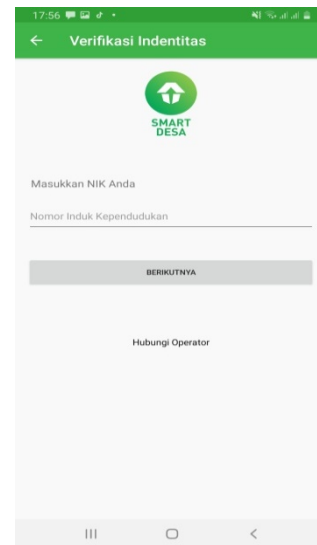 17:56
Verifikasi Indentitas
SMART
DESA
Masukkan NIK Anda
Nomor Induk Kependudukan
BERIKUTNYA
Hubungi Operator